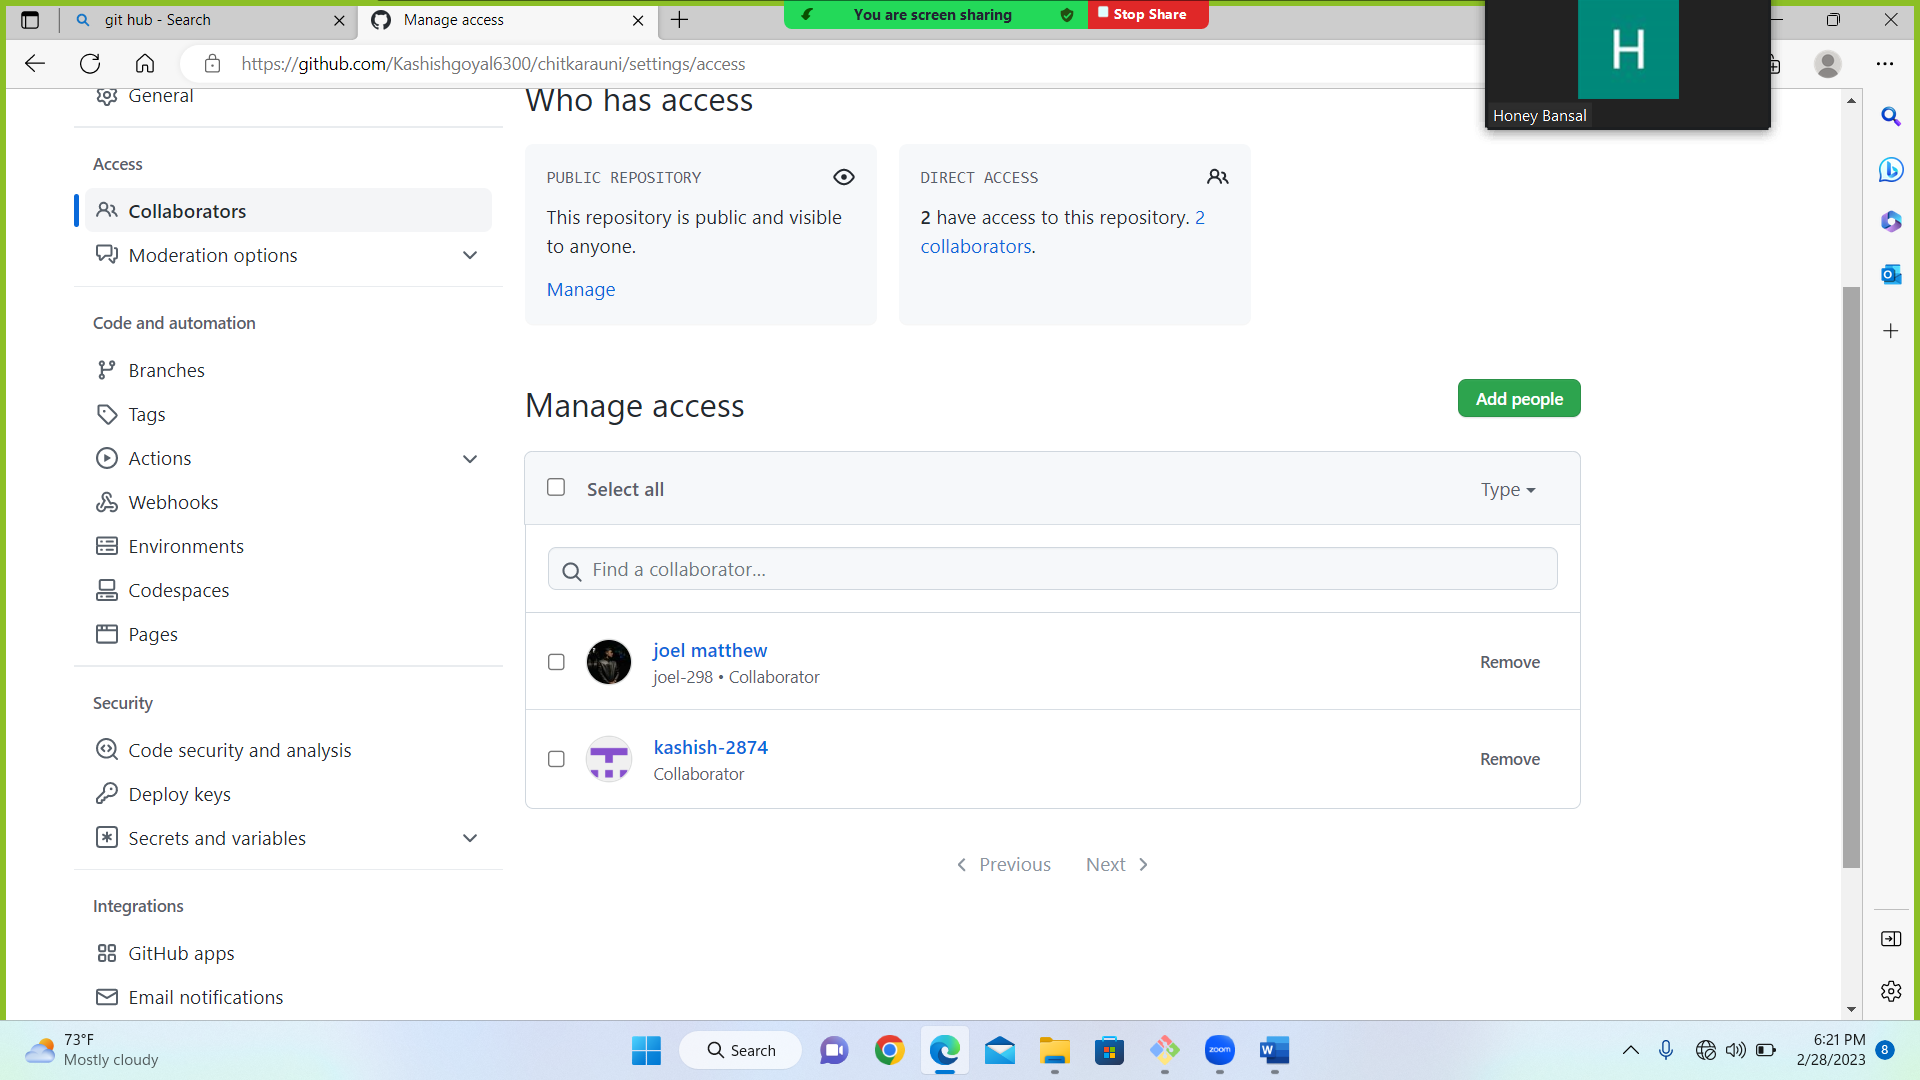 git hub - Search
Manage access
You are screen sharing
Stop Share
https://github.com/Kashishgoyal6300/chitkarauni/settings/access
H
Honey Bansal
General
Access
Collaborators
Moderation options
Code and automation
Branches
Tags
Actions
Webhooks
Environments
Codespaces
Pages
Security
Code security and analysis
Deploy keys
Secrets and variables
Integrations
GitHub apps
Email notifications
Who has access
PUBLIC REPOSITORY
This repository is public and visible
to anyone.
Manage
DIRECT ACCESS
2 have access to this repository. 2
collaborators.
Manage access
Add people
Select all
Type
Find a collaborator...
joel matthew
joel-298 • Collaborator
Remove
kashish-2874
Collaborator
Remove
Previous
Next
73°F
Mostly cloudy
Search
zoom
W
6:21 PM
2/28/2023
8